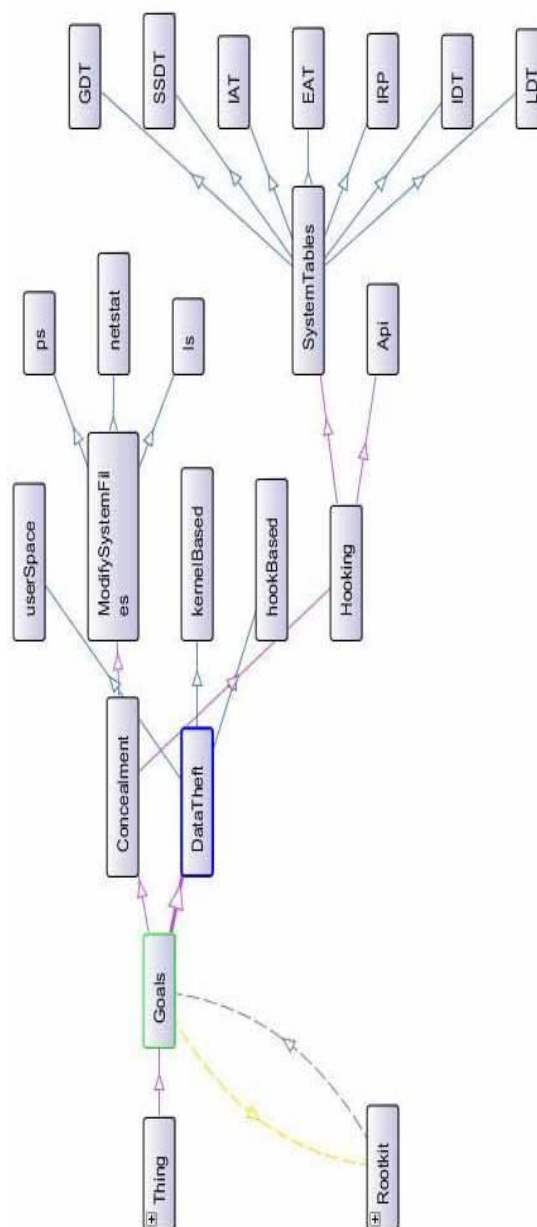 Thing
Rootkit
Goals
Concealment
DataTheft
userSpace
ModifySystemFil
es
kernelBased
hookBased
Hooking
ps
netstat
ls
SystemTables
Api
GDT
SSDT
IAT
EAT
IRP
IDT
LDT